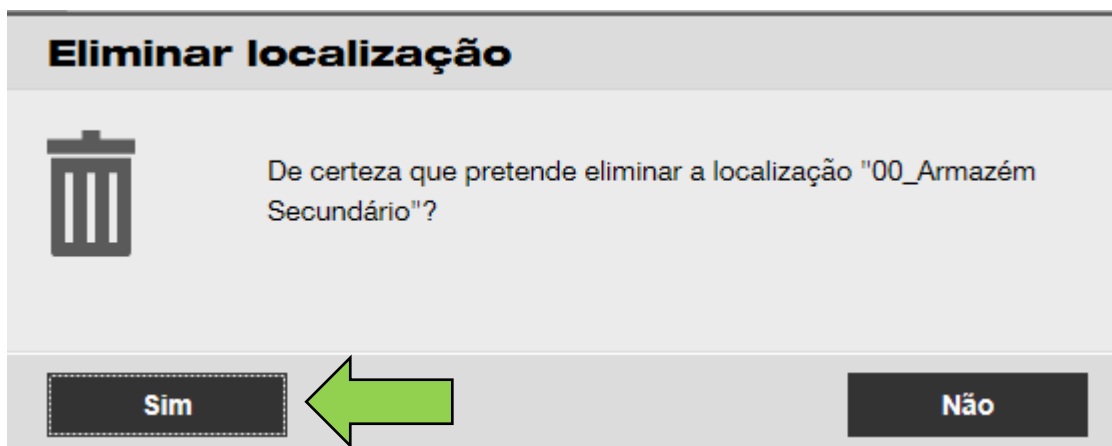 Eliminar localização
De certeza que pretende eliminar a localização "00_Armazém
Secundário"?
Sim
Não